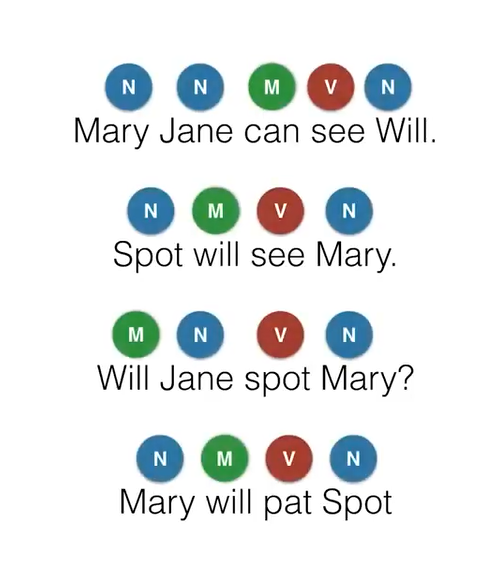 N N M V N
Mary Jane can see Will.
N M V N
Spot will see Mary.
M N V N
Will Jane spot Mary?
N M V N
Mary will pat Spot